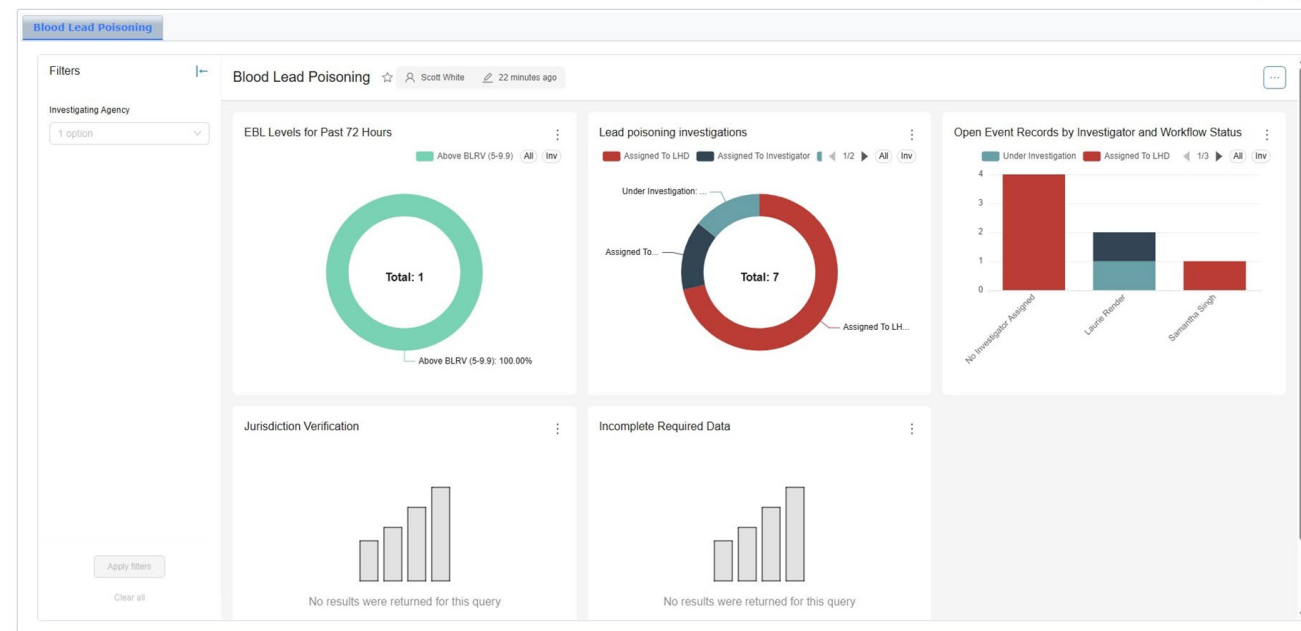 Blood Lead Poisoning
Filters
Investigating Agency
1 option
Apply filters
Clear all
Blood Lead Poisoning Scott White 22 minutes ago
EBL Levels for Past 72 Hours
Above BLRV (5-9.9) All Inv
Total: 1
Above BLRV (5-9.9): 100.00%
Lead poisoning investigations
Assigned To LHD Assigned To Investigator 1/2 All Inv
Under Investigation: ...
Assigned To...
Total: 7
Assigned To LH...
Open Event Records by Investigator and Workflow Status
Under Investigation Assigned To LHD 1/3 All Inv
4
3
2
1
0
No Investigator Assigned
Laurie Render
Samantha Singh
Jurisdiction Verification
No results were returned for this query
Incomplete Required Data
No results were returned for this query